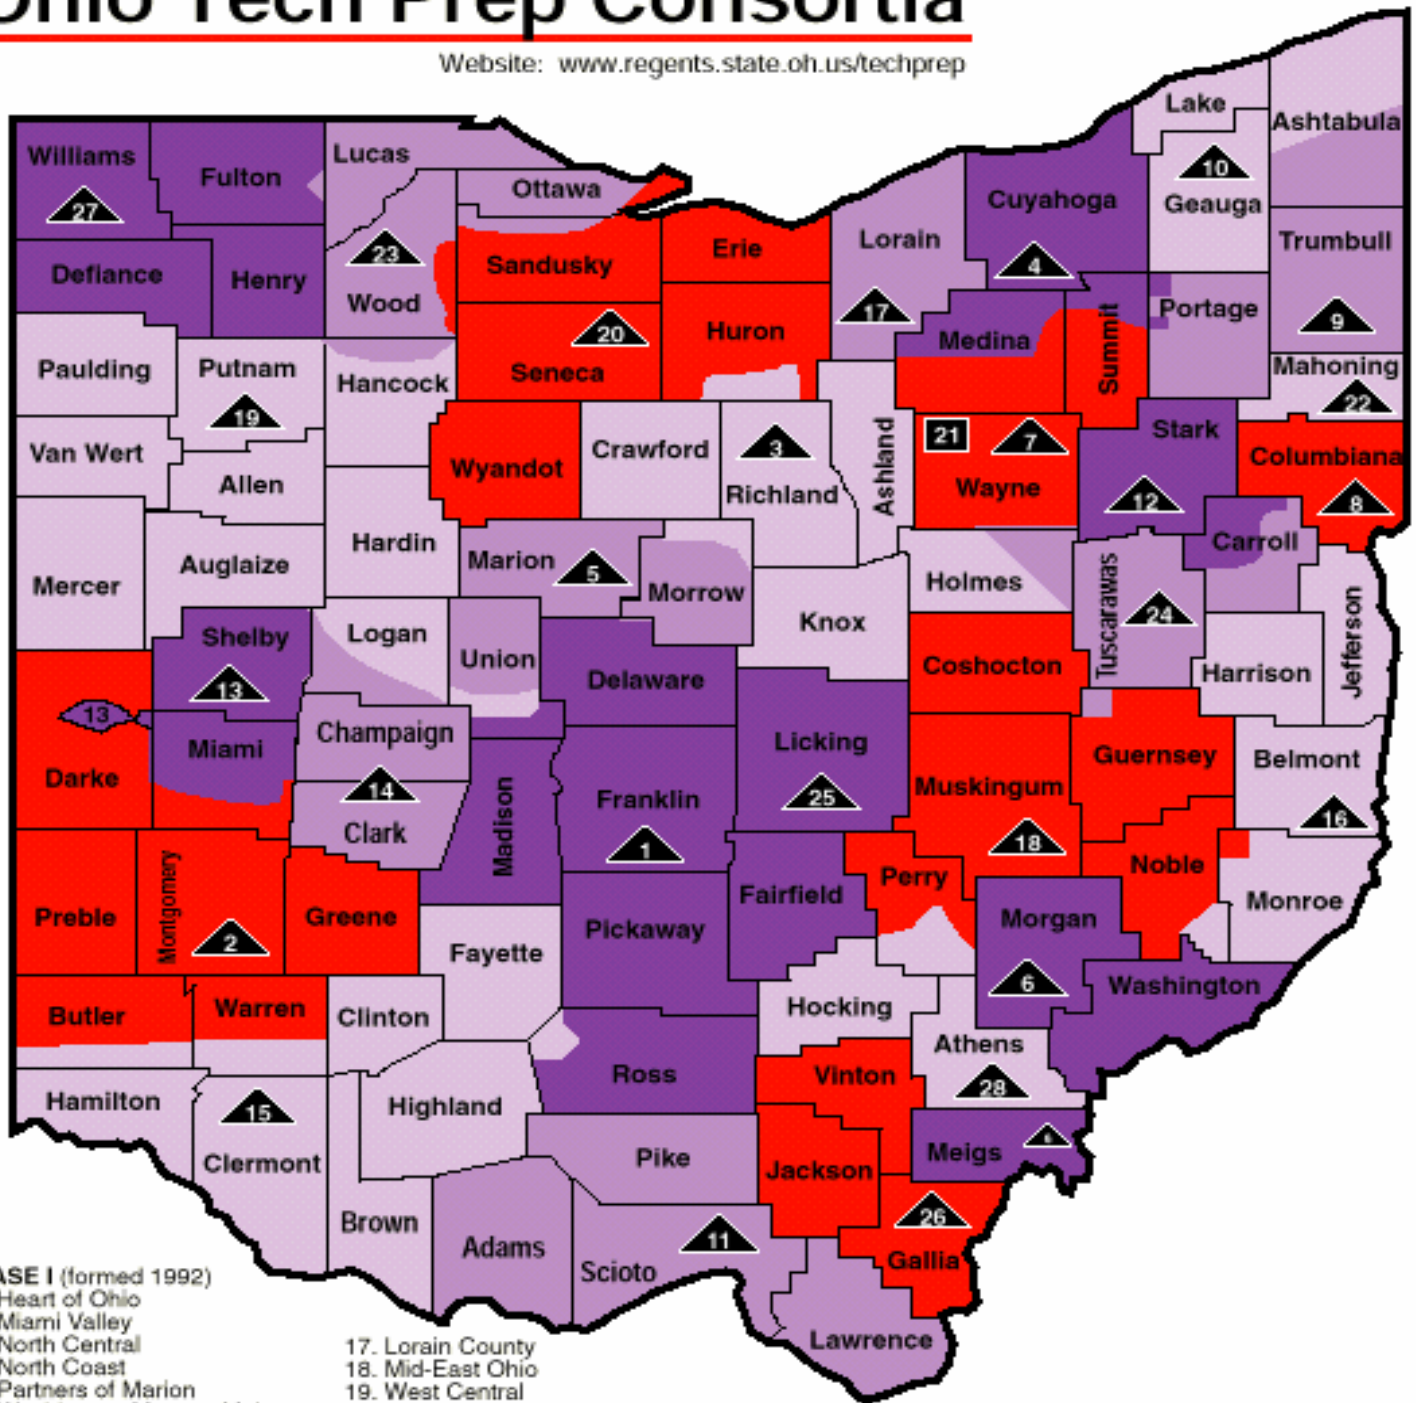 Ohio Tech Prep Consortia
Website: www.regents.state.oh.us/techprep
Lake
Ashtabula
10
Geauga
Williams
27
Fulton
Lucas
Ottawa
Cuyahoga
4
Lorain
17
Trumbull
9
Defiance
Henry
23
Wood
Sandusky
Erie
20
Seneca
Huron
Medina
Summit
Portage
Mahoning
22
Paulding
Putnam
19
Hancock
Van Wert
Allen
Wyandot
Crawford
3
Richland
Ashland
21
7
Wayne
Stark
12
Columbiana
8
Mercer
Auglaize
Hardin
Marion
5
Morrow
Knox
Holmes
Tuscarawas
24
Carroll
Harrison
Jefferson
Shelby
13
Logan
Union
Delaware
Coshocton
13
Darke
Miami
Champaign
14
Clark
Madison
Franklin
1
Licking
25
Muskingum
18
Guernsey
Belmont
16
Noble
Monroe
Preble
Montgomery
2
Greene
Fayette
Pickaway
Fairfield
Perry
Morgan
6
Washington
Butler
Warren
Clinton
Hocking
Athens
28
Hamilton
15
Clermont
Highland
Ross
Vinton
Meigs
6
Brown
Adams
Pike
Scioto
11
Jackson
26
Gallia
Lawrence
ASE I (formed 1992)
Heart of Ohio
Miami Valley
North Central
North Coast
Partners of Marion
17. Lorain County
18. Mid-East Ohio
19. West Central